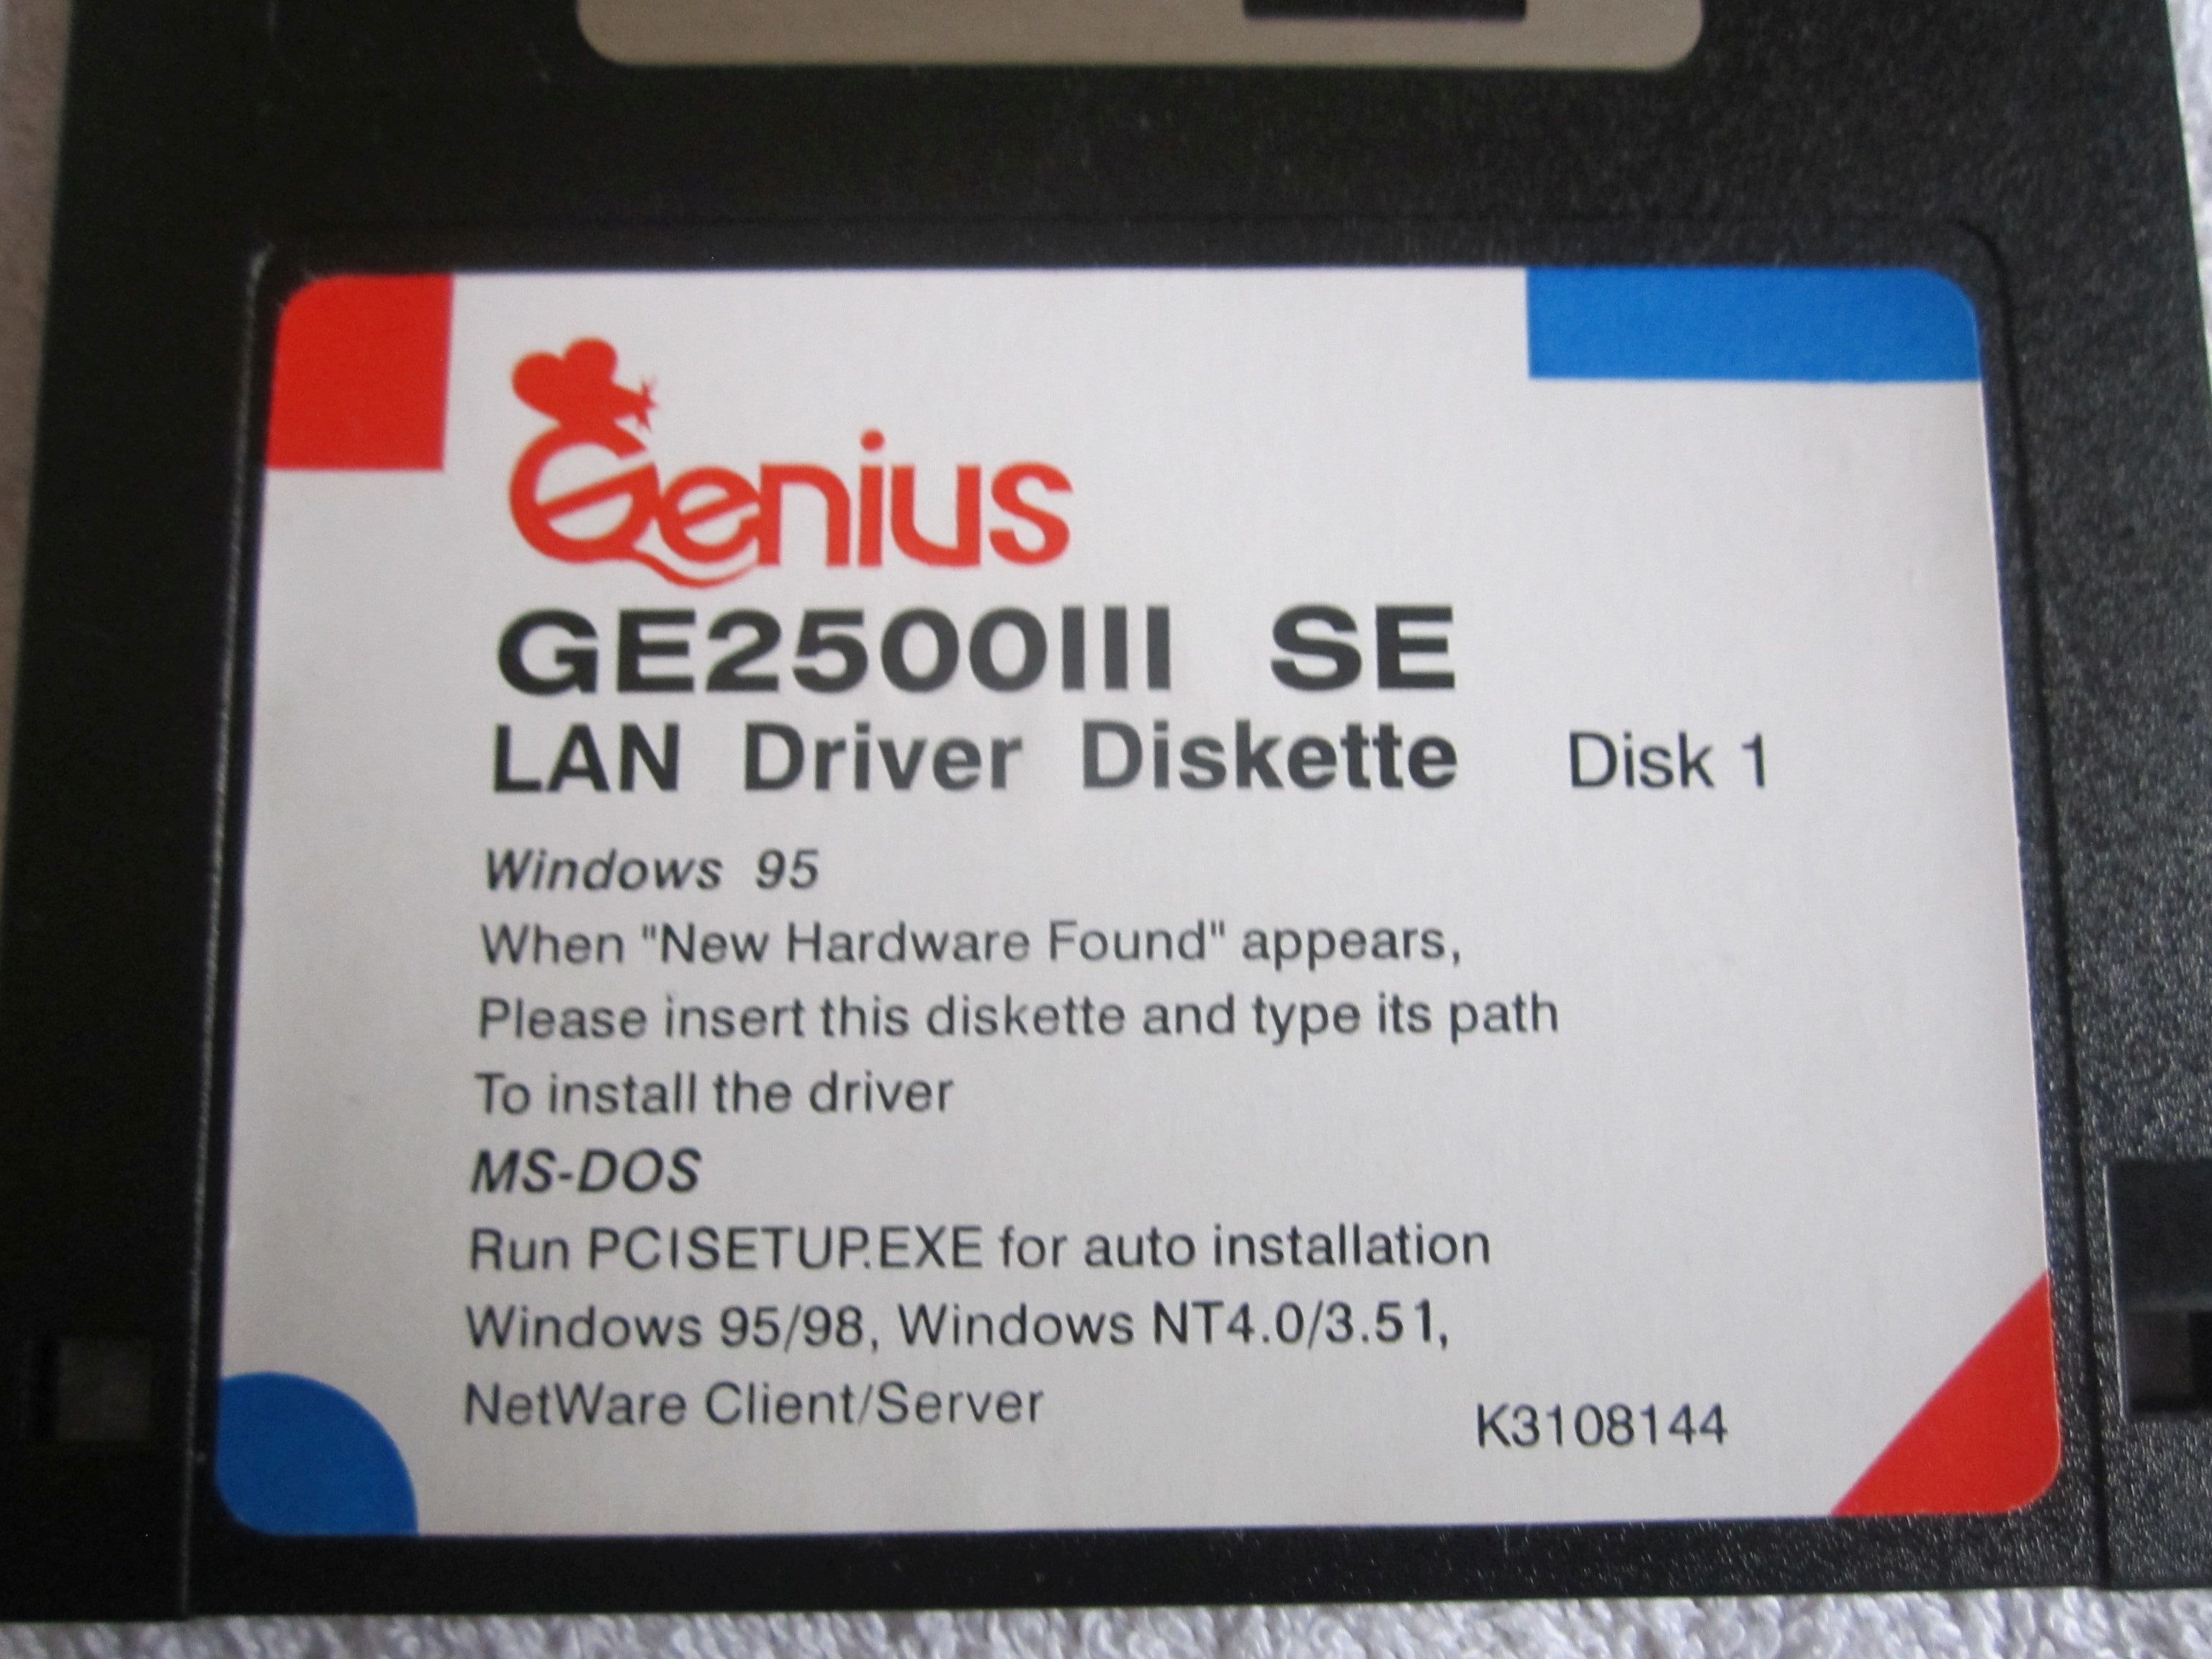 Genius
GE2500III SE
LAN Driver Diskette Disk 1
Windows 95
When "New Hardware Found" appears,
Please insert this diskette and type its path
To install the driver
MS-DOS
Run PCISETUP.EXE for auto installation
Windows 95/98, Windows NT4.0/3.51,
NetWare Client/Server
K3108144